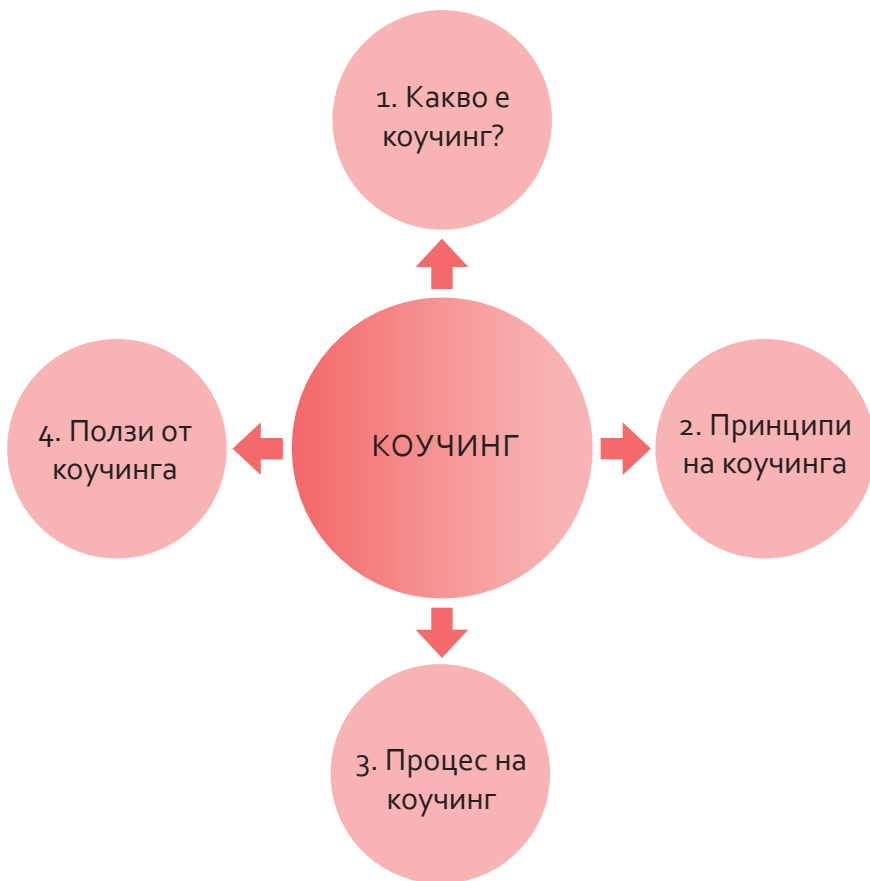 1. Какво е
коучинг?
4. Ползи от
коучинга
КОУЧИНГ
2. Принципи
на коучинга
3. Процес на
коучинг